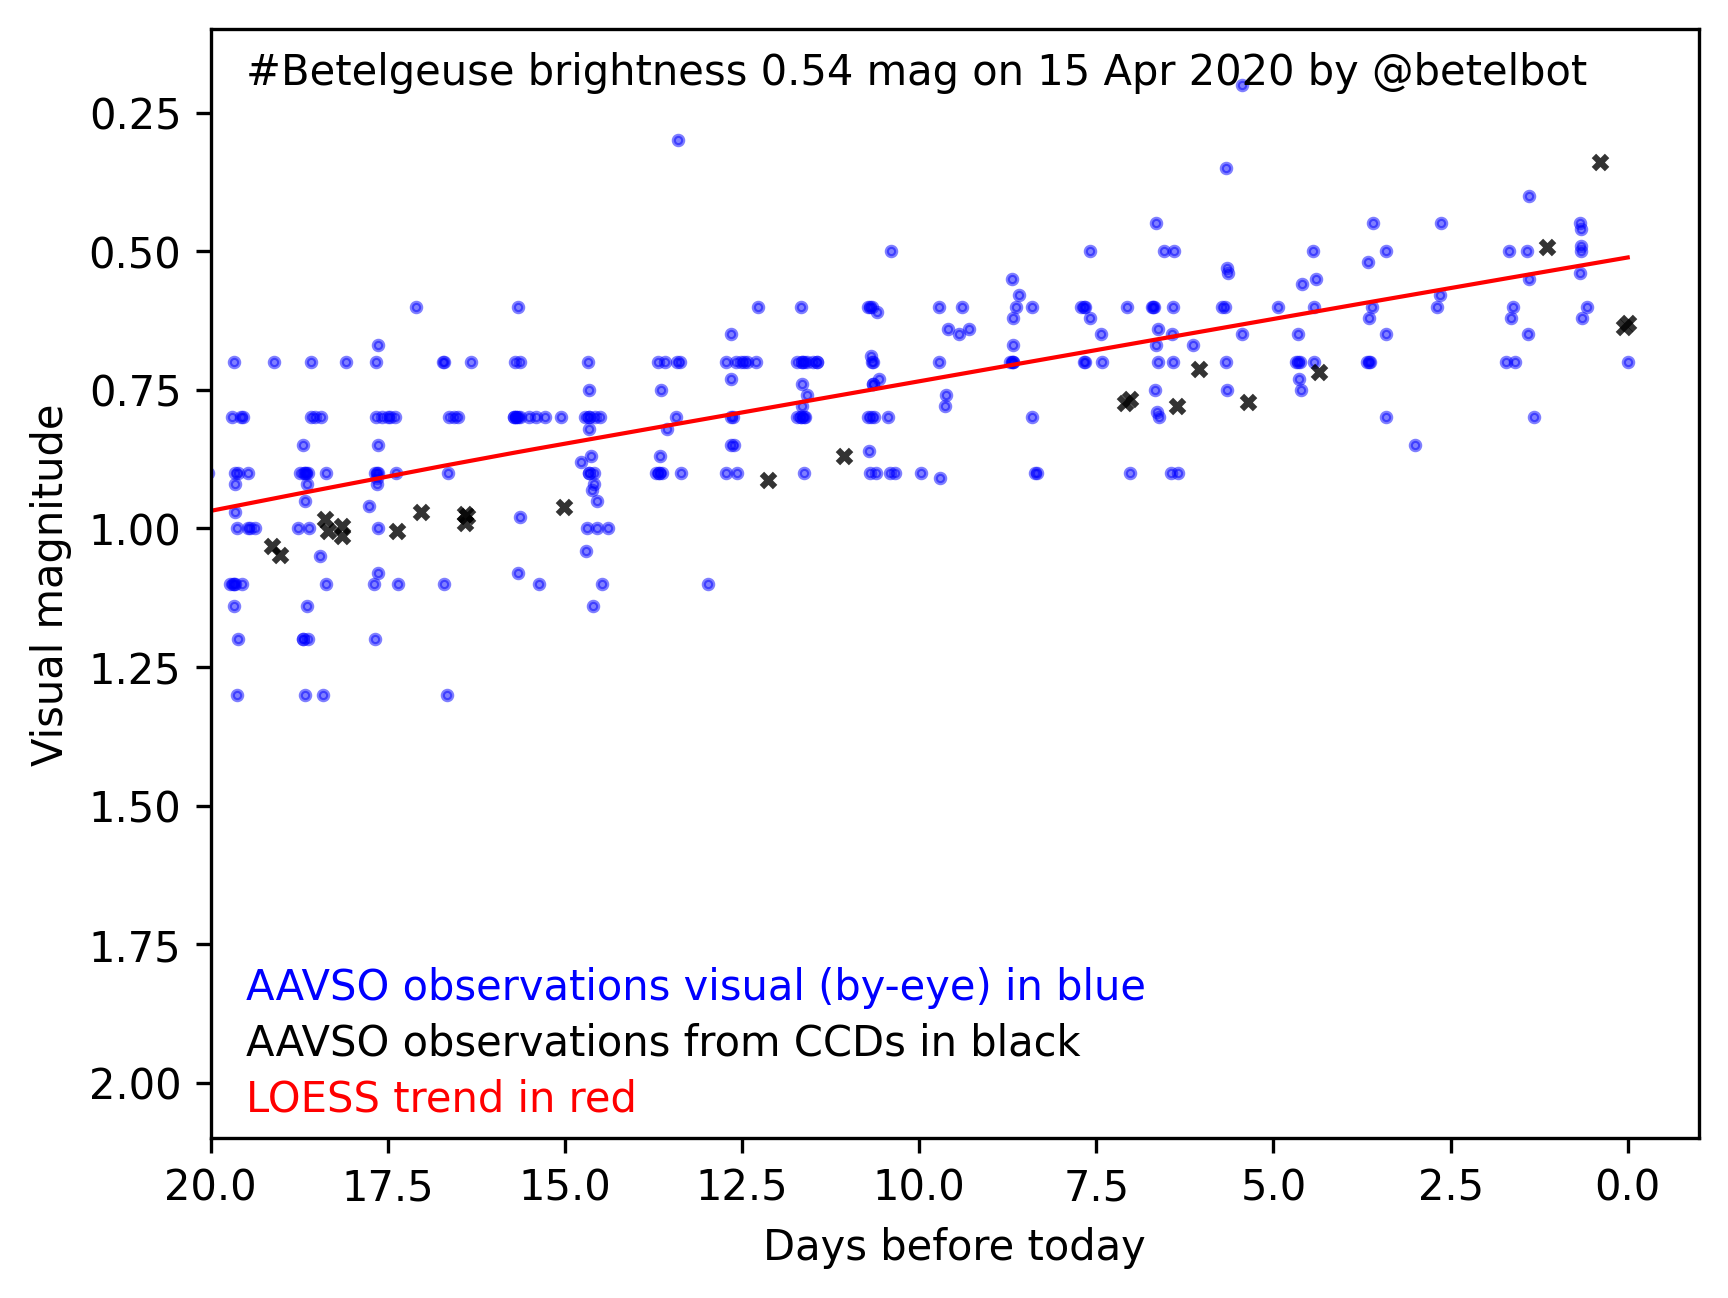 #Betelgeuse brightness 0.54 mag on 15 Apr 2020 by @betelbot
0.25
0.50
0.75
1.00
1.25
1.50
1.75
2.00
Visual magnitude
AAVSO observations visual (by-eye) in blue
AAVSO observations from CCDs in black
LOESS trend in red
20.0 17.5 15.0 12.5 10.0 7.5 5.0 2.5 0.0
Days before today